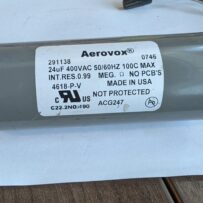 Aerovox®
291138 0746
24uF 400VAC 50/60HZ 100C MAX
INT.RES.0.99 MEG. Ω NO PCB'S
4618-P-V MADE IN USA
c UR us NOT PROTECTED
C22.2NO.190 ACG247